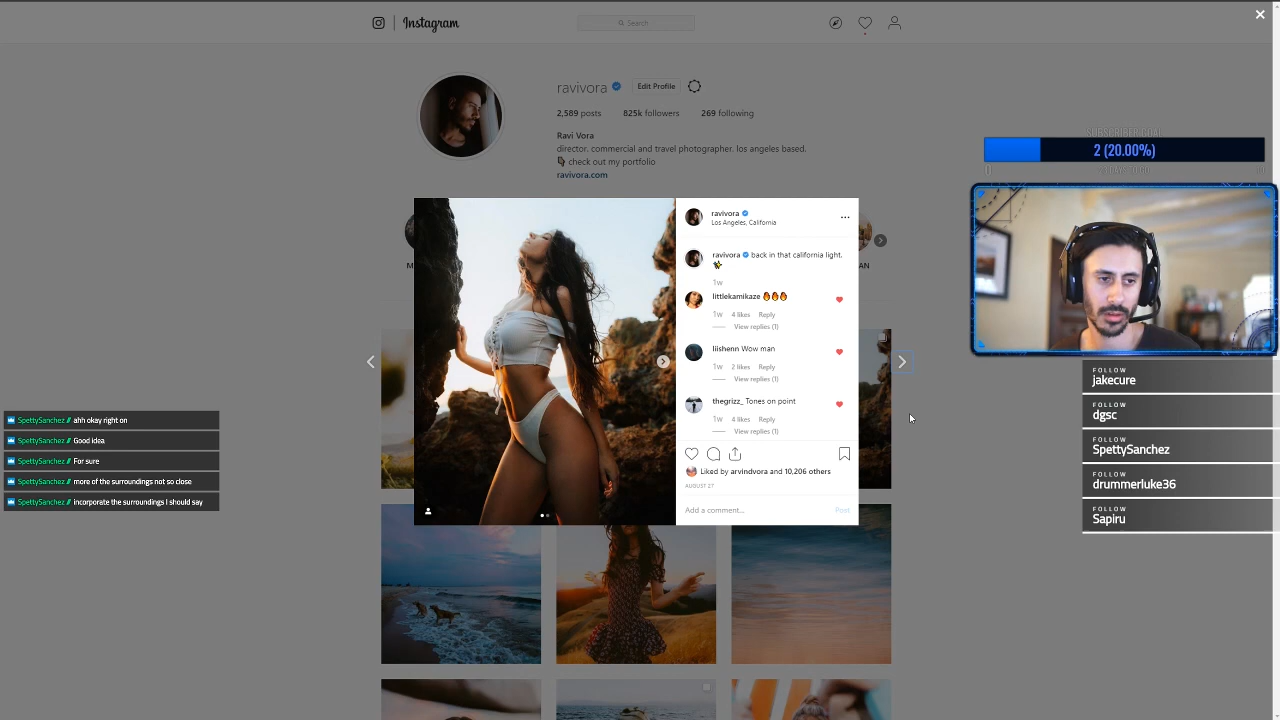 Instagram
Search
ravivora Edit Profile
2,589 posts 825k followers 269 following
Ravi Vora
director. commercial and travel photographer. los angeles based.
check out my portfolio
ravivora.com
ravivora
Los Angeles, California
ravivora back in that california light.
1w
littlekamikaze
1w 4 likes Reply
View replies (1)
liishenn Wow man
1w 2 likes Reply
View replies (1)
thegrizz_ Tones on point
1w 4 likes Reply
View replies (1)
Liked by arvindvora and 10,206 others
AUGUST 27
Add a comment... Post
M
AN
SpettySanchez // ahh okay right on
SpettySanchez // Good idea
SpettySanchez // For sure
SpettySanchez // more of the surroundings not so close
SpettySanchez // incorporate the surroundings I should say
SUBSCRIBER GOAL
2 (20.00%)
FOLLOW
jakecure
FOLLOW
dgsc
FOLLOW
SpettySanchez
FOLLOW
drummerluke36
FOLLOW
Sapiru